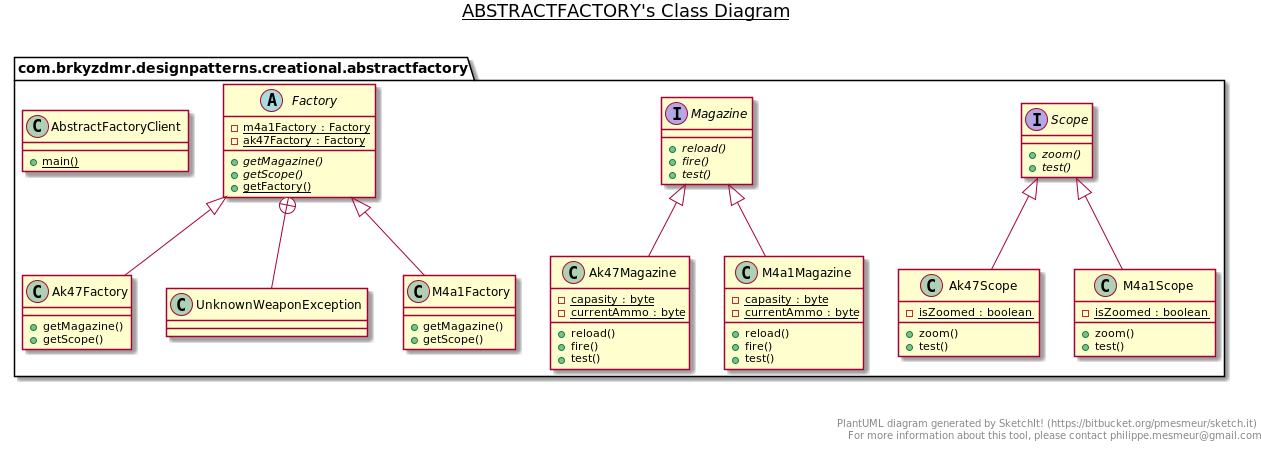 ABSTRACTFACTORY's Class Diagram
com.brkyzdmr.designpatterns.creational.abstractfactory
C AbstractFactoryClient
main()
A Factory
m4a1Factory : Factory
ak47Factory : Factory
getMagazine()
getScope()
getFactory()
I Magazine
reload()
fire()
test()
I Scope
zoom()
test()
C Ak47Factory
getMagazine()
getScope()
C UnknownWeaponException
C M4a1Factory
getMagazine()
getScope()
C Ak47Magazine
capasity : byte
currentAmmo : byte
reload()
fire()
test()
C M4a1Magazine
capasity : byte
currentAmmo : byte
reload()
fire()
test()
C Ak47Scope
isZoomed : boolean
zoom()
test()
C M4a1Scope
isZoomed : boolean
zoom()
test()
PlantUML diagram generated by SketchIt! (https://bitbucket.org/pmesmeur/sketch.it)
For more information about this tool, please contact philippe.mesmeur@gmail.com